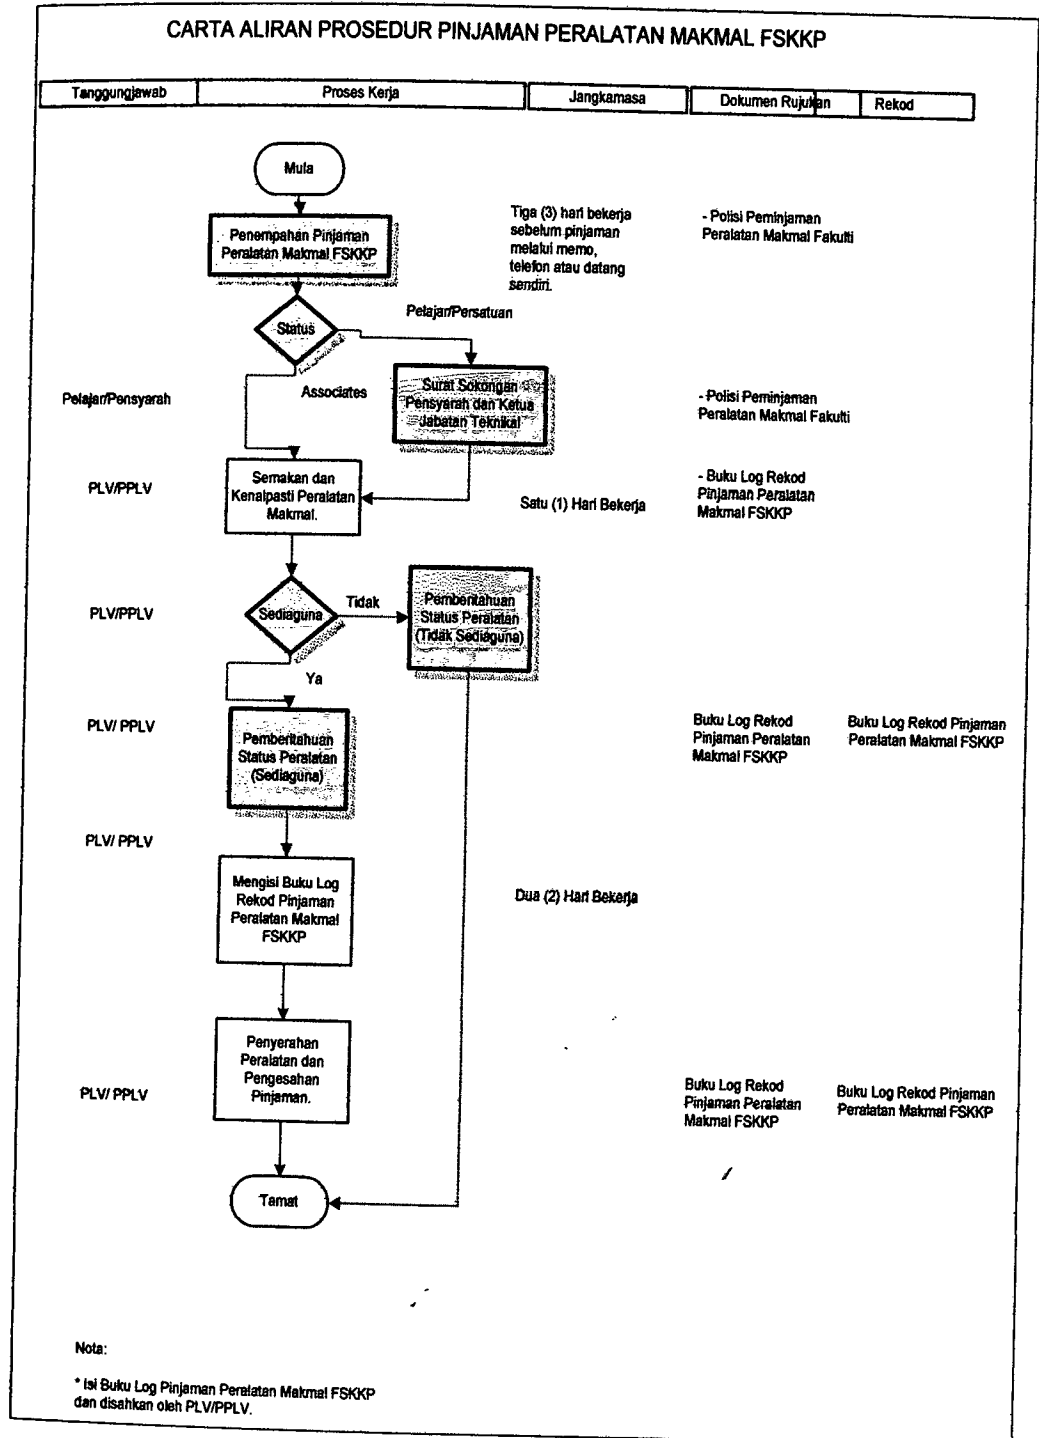 CARTA ALIRAN PROSEDUR PINJAMAN PERALATAN MAKMAL FSKKP
Tanggungjawab
Proses Kerja
Jangkamasa
Dokumen Rujukan
Rekod
Mula
Penempahan Pinjaman
Peralatan Makmal FSKKP
Tiga (3) hari bekerja
sebelum pinjaman
melalui memo,
telefon atau datang
sendiri.
- Polisi Peminjaman
Peralatan Makmal Fakulti
Status
Pelajar/Persatuan
Associates
Pelajar/Pensyarah
Surat Sokongan
Pensyarah dan Ketua
Jabatan Teknikal
- Polisi Peminjaman
Peralatan Makmal Fakulti
PLV/PPLV
Semakan dan
Kenalpasti Peralatan
Makmal.
Satu (1) Hari Bekerja
- Buku Log Rekod
Pinjaman Peralatan
Makmal FSKKP
PLV/PPLV
Sediaguna
Tidak
Pemberitahuan
Status Peralatan
(Tidak Sediaguna)
Ya
PLV/ PPLV
Pemberitahuan
Status Peralatan
(Sediaguna)
Buku Log Rekod
Pinjaman Peralatan
Makmal FSKKP
Buku Log Rekod Pinjaman
Peralatan Makmal FSKKP
PLV/ PPLV
Mengisi Buku Log
Rekod Pinjaman
Peralatan Makmal
FSKKP
Dua (2) Hari Bekerja
PLV/ PPLV
Penyerahan
Peralatan dan
Pengesahan
Pinjaman.
Buku Log Rekod
Pinjaman Peralatan
Makmal FSKKP
Buku Log Rekod Pinjaman
Peralatan Makmal FSKKP
Tamat
Nota:
* Isi Buku Log Pinjaman Peralatan Makmal FSKKP
dan disahkan oleh PLV/PPLV.